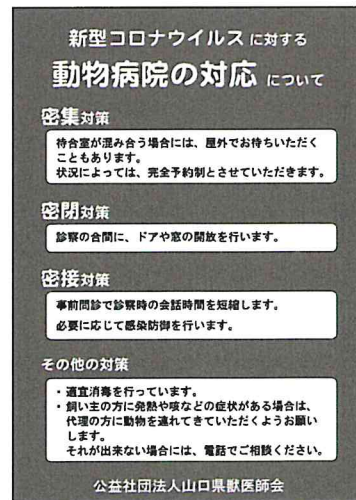 新型コロナウイルス に対する
動物病院の対応 について
密集対策
待合室が混み合う場合には、屋外でお待ちいただく
こともあります。
状況によっては、完全予約制とさせていただきます。
密閉対策
診察の合間に、ドアや窓の開放を行います。
密接対策
事前問診で診察時の会話時間を短縮します。
必要に応じて感染防御を行います。
その他の対策
・適宜消毒を行っています。
・飼い主の方に発熱や咳などの症状がある場合は、
代理の方に動物を連れてきていただくようお願い
します。
それが出来ない場合には、電話でご相談ください。
公益社団法人山口県獣医師会